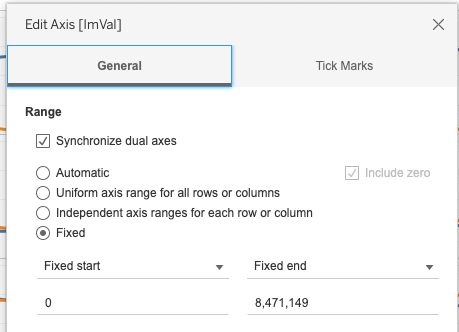 Edit Axis [ImVal]
General
Tick Marks
Range
Synchronize dual axes
Automatic
Include zero
Uniform axis range for all rows or columns
Independent axis ranges for each row or column
Fixed
Fixed start
Fixed end
0
8,471,149